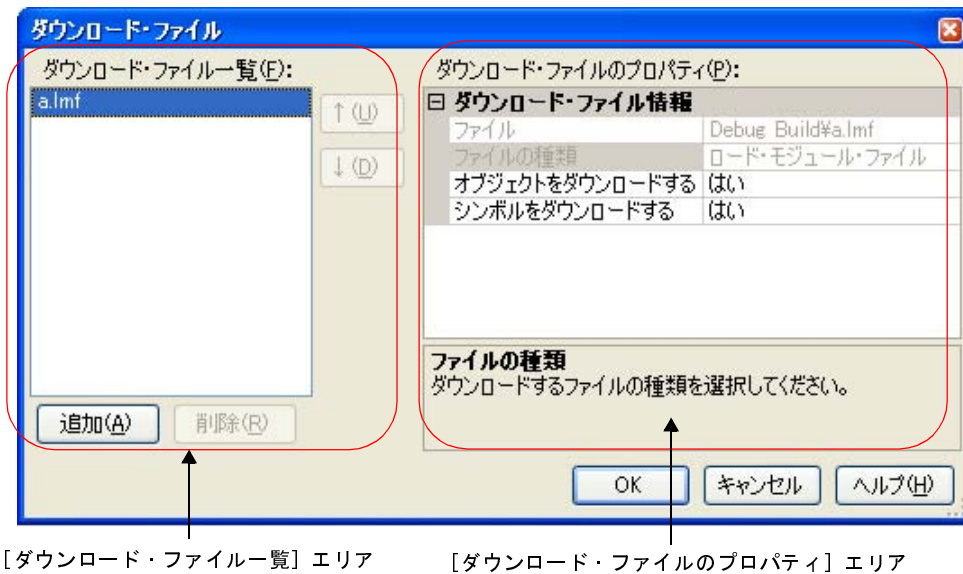 ダウンロード・ファイル
ダウンロード・ファイル一覧(F):
a.lmf
↑(U)
↓(D)
追加(A)
削除(R)
ダウンロード・ファイルのプロパティ(P):
ダウンロード・ファイル情報
ファイル Debug Build¥a.lmf
ファイルの種類 ロード・モジュール・ファイル
オブジェクトをダウンロードする はい
シンボルをダウンロードする はい
ファイルの種類
ダウンロードするファイルの種類を選択してください。
OK キャンセル ヘルプ(H)
[ダウンロード・ファイル一覧] エリア
[ダウンロード・ファイルのプロパティ] エリア